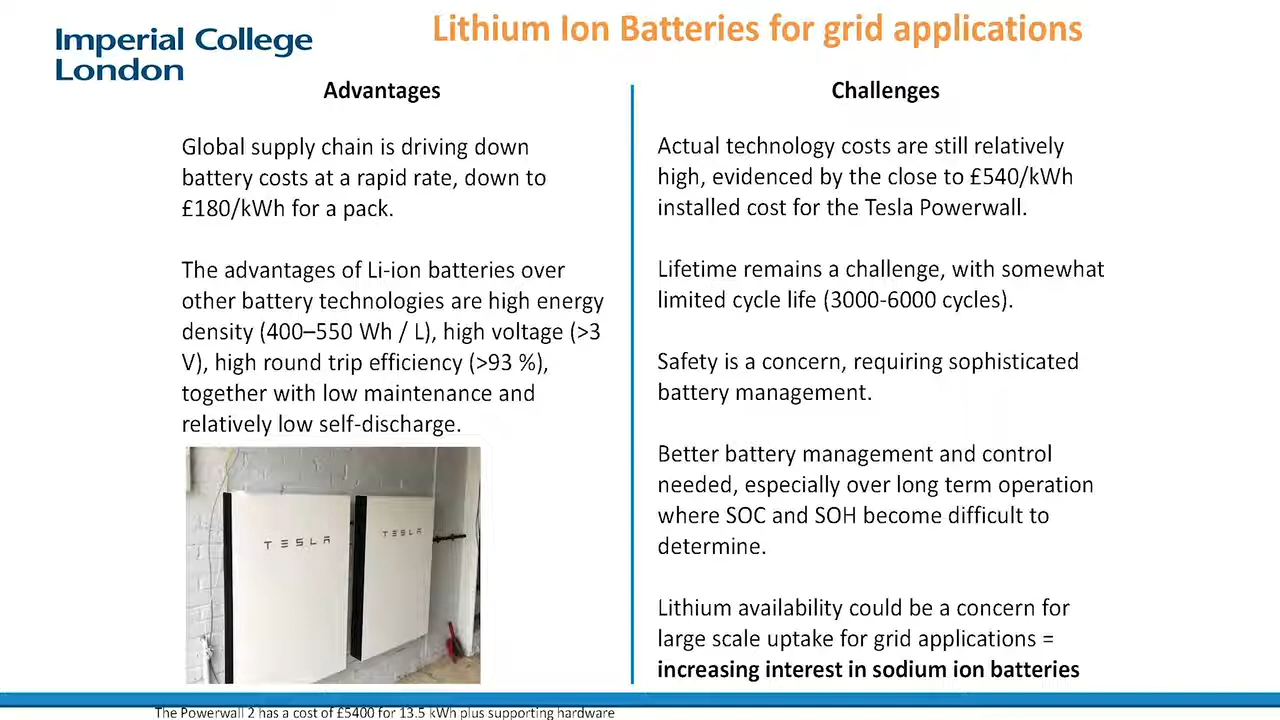 Lithium Ion Batteries for grid applications
Imperial College
London
Advantages
Global supply chain is driving down
battery costs at a rapid rate, down to
£180/kWh for a pack.
The advantages of Li-ion batteries over
other battery technologies are high energy
density (400–550 Wh / L), high voltage (>3
V), high round trip efficiency (>93 %),
together with low maintenance and
relatively low self-discharge.
TESLA
TESLA
Challenges
Actual technology costs are still relatively
high, evidenced by the close to £540/kWh
installed cost for the Tesla Powerwall.
Lifetime remains a challenge, with somewhat
limited cycle life (3000-6000 cycles).
Safety is a concern, requiring sophisticated
battery management.
Better battery management and control
needed, especially over long term operation
where SOC and SOH become difficult to
determine.
Lithium availability could be a concern for
large scale uptake for grid applications =
increasing interest in sodium ion batteries
The Powerwall 2 has a cost of £5400 for 13.5 kWh plus supporting hardware